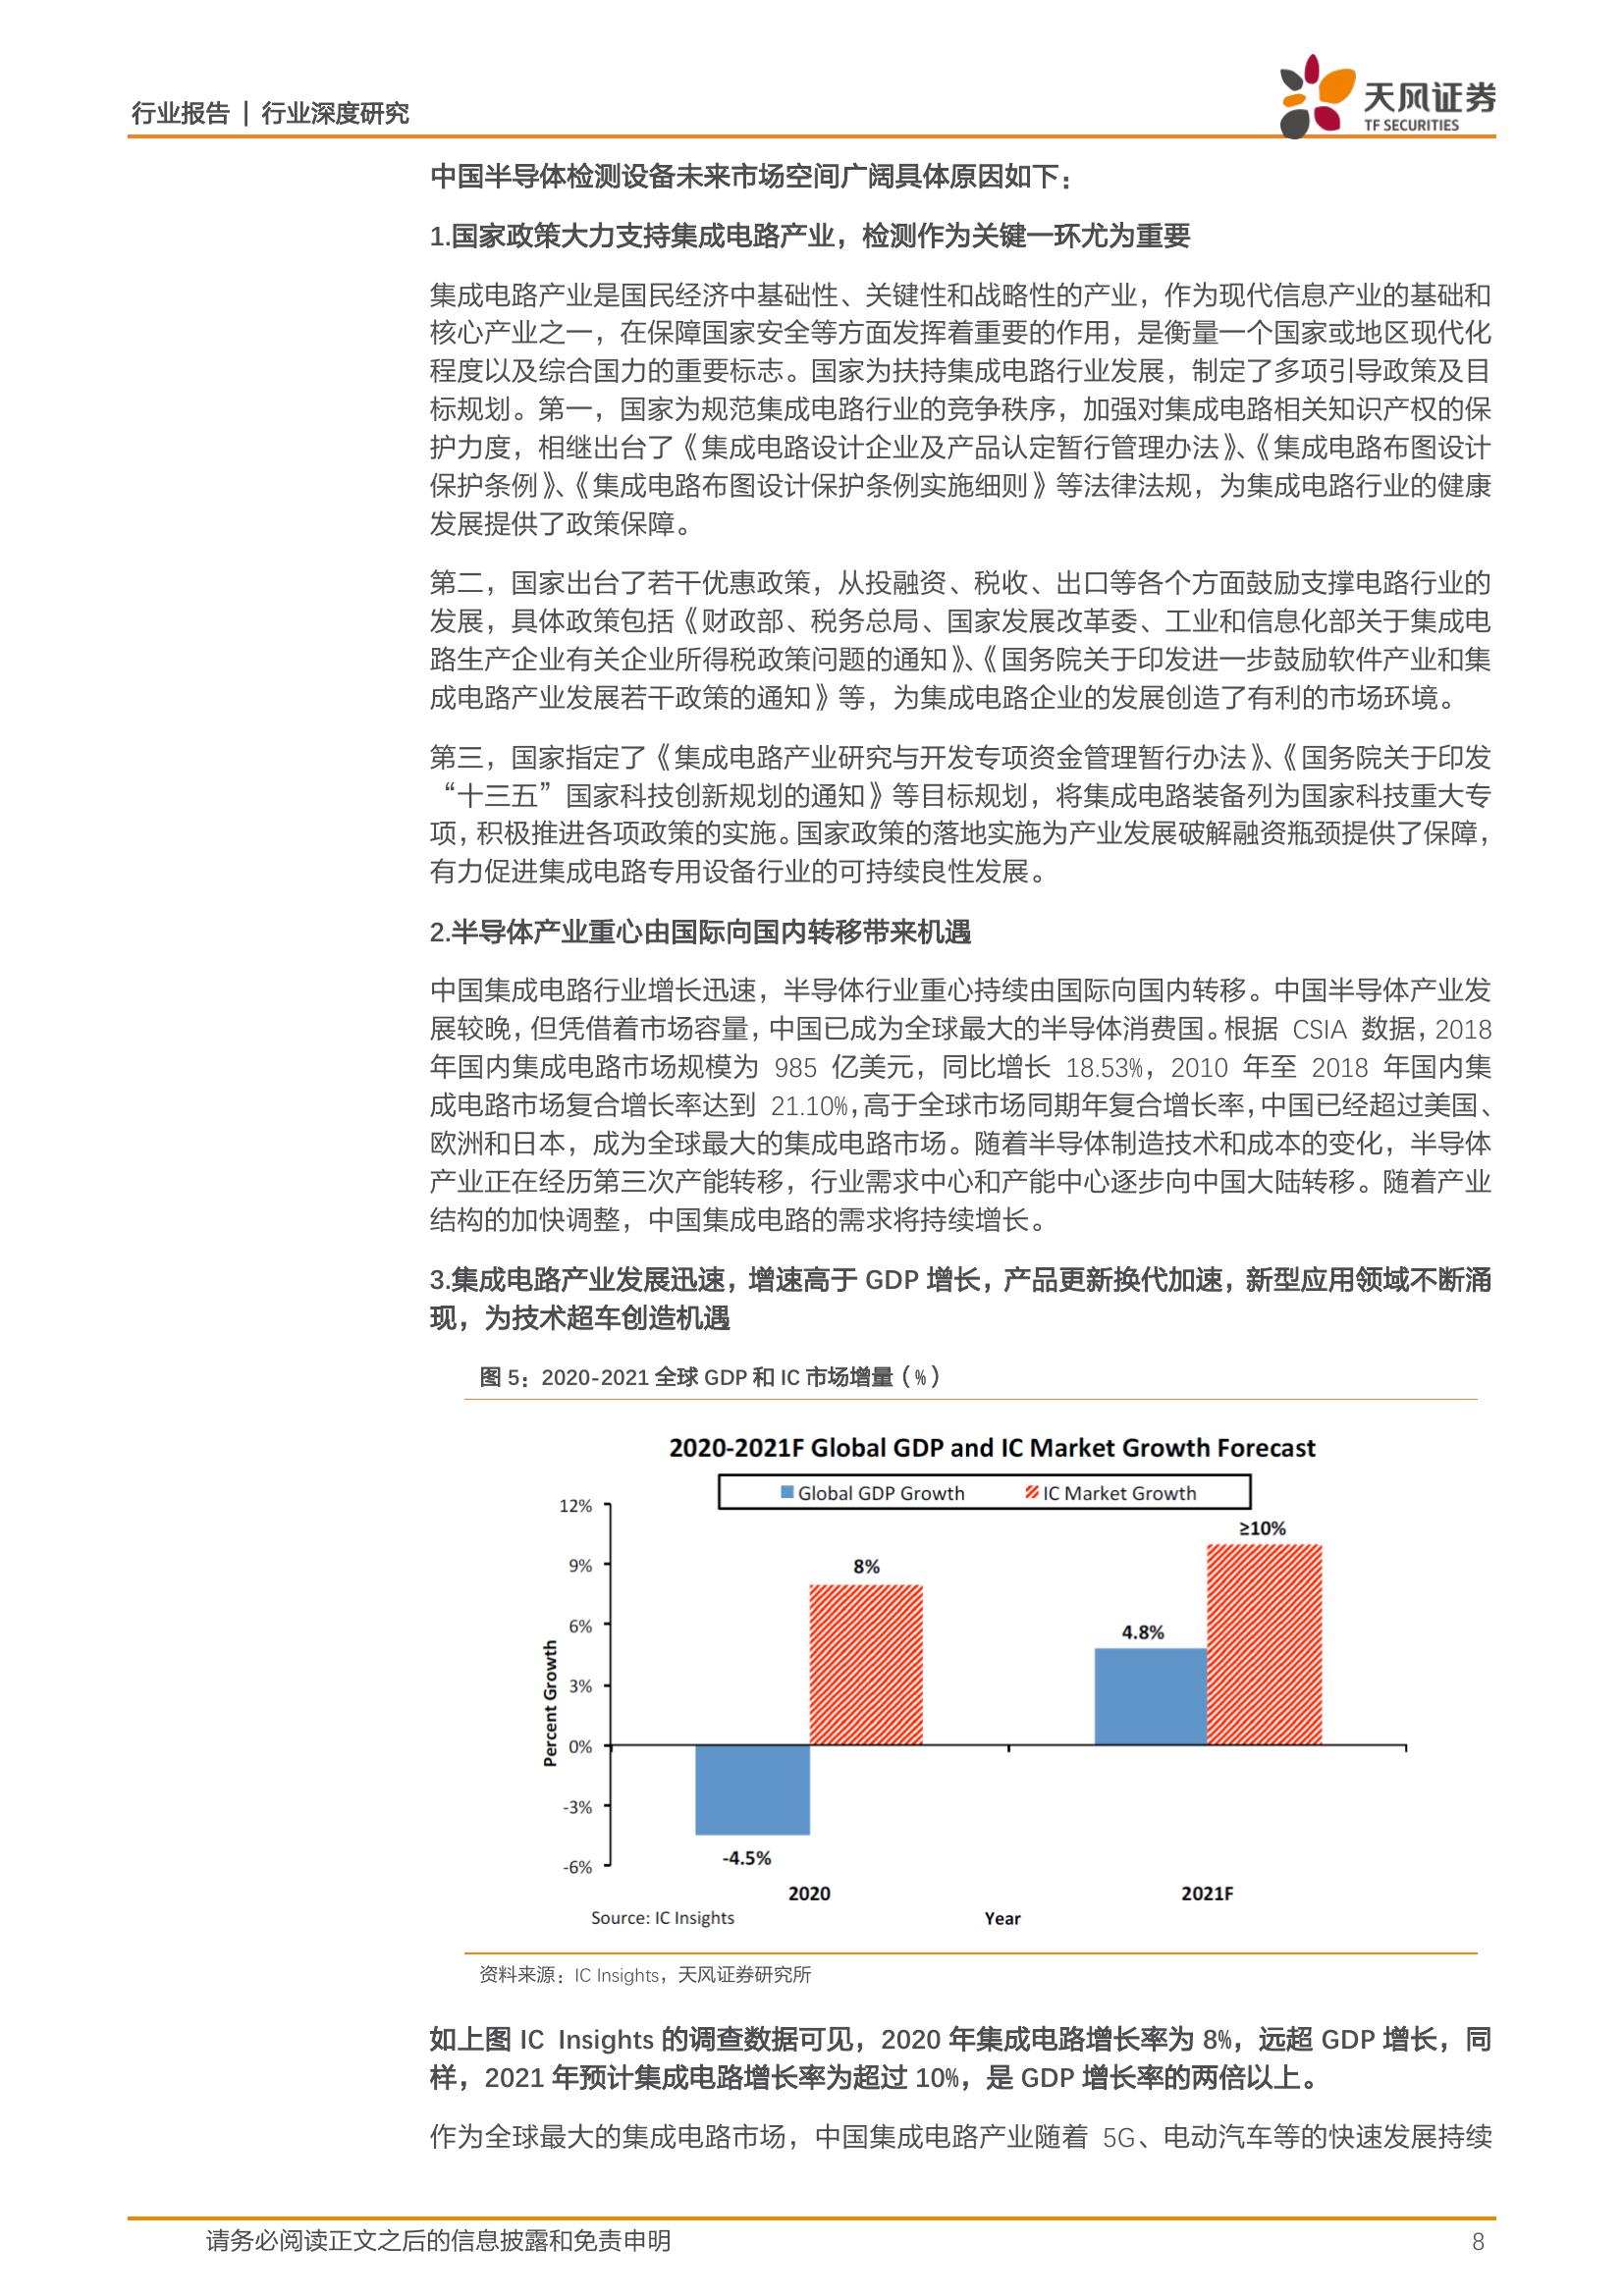 行业报告 | 行业深度研究
天风证券
TF SECURITIES
中国半导体检测设备未来市场空间广阔具体原因如下：
1.国家政策大力支持集成电路产业，检测作为关键一环尤为重要
集成电路产业是国民经济中基础性、关键性和战略性的产业，作为现代信息产业的基础和
核心产业之一，在保障国家安全等方面发挥着重要的作用，是衡量一个国家或地区现代化
程度以及综合国力的重要标志。国家为扶持集成电路行业发展，制定了多项引导政策及目
标规划。第一，国家为规范集成电路行业的竞争秩序，加强对集成电路相关知识产权的保
护力度，相继出台了《集成电路设计企业及产品认定暂行管理办法》、《集成电路布图设计
保护条例》、《集成电路布图设计保护条例实施细则》等法律法规，为集成电路行业的健康
发展提供了政策保障。
第二，国家出台了若干优惠政策，从投融资、税收、出口等各个方面鼓励支撑电路行业的
发展，具体政策包括《财政部、税务总局、国家发展改革委、工业和信息化部关于集成电
路生产企业有关企业所得税政策问题的通知》、《国务院关于印发进一步鼓励软件产业和集
成电路产业发展若干政策的通知》等，为集成电路企业的发展创造了有利的市场环境。
第三，国家指定了《集成电路产业研究与开发专项资金管理暂行办法》、《国务院关于印发
“十三五”国家科技创新规划的通知》等目标规划，将集成电路装备列为国家科技重大专
项，积极推进各项政策的实施。国家政策的落地实施为产业发展破解融资瓶颈提供了保障，
有力促进集成电路专用设备行业的可持续良性发展。
2.半导体产业重心由国际向国内转移带来机遇
中国集成电路行业增长迅速，半导体行业重心持续由国际向国内转移。中国半导体产业发
展较晚，但凭借着市场容量，中国已成为全球最大的半导体消费国。根据 CSIA 数据，2018
年国内集成电路市场规模为 985 亿美元，同比增长 18.53%，2010 年至 2018 年国内集
成电路市场复合增长率达到 21.10%，高于全球市场同期年复合增长率，中国已经超过美国、
欧洲和日本，成为全球最大的集成电路市场。随着半导体制造技术和成本的变化，半导体
产业正在经历第三次产能转移，行业需求中心和产能中心逐步向中国大陆转移。随着产业
结构的加快调整，中国集成电路的需求将持续增长。
3.集成电路产业发展迅速，增速高于 GDP 增长，产品更新换代加速，新型应用领域不断涌
现，为技术超车创造机遇
图 5：2020-2021 全球 GDP 和 IC 市场增量（%）
2020-2021F Global GDP and IC Market Growth Forecast
Global GDP Growth IC Market Growth
12%
9%
6%
3%
0%
-3%
-6%
Percent Growth
-4.5%
8%
4.8%
≥10%
2020 2021F
Source: IC Insights
Year
资料来源：IC Insights，天风证券研究所
如上图 IC Insights 的调查数据可见，2020 年集成电路增长率为 8%，远超 GDP 增长，同
样，2021 年预计集成电路增长率为超过 10%，是 GDP 增长率的两倍以上。
作为全球最大的集成电路市场，中国集成电路产业随着 5G、电动汽车等的快速发展持续
请务必阅读正文之后的信息披露和免责申明
8